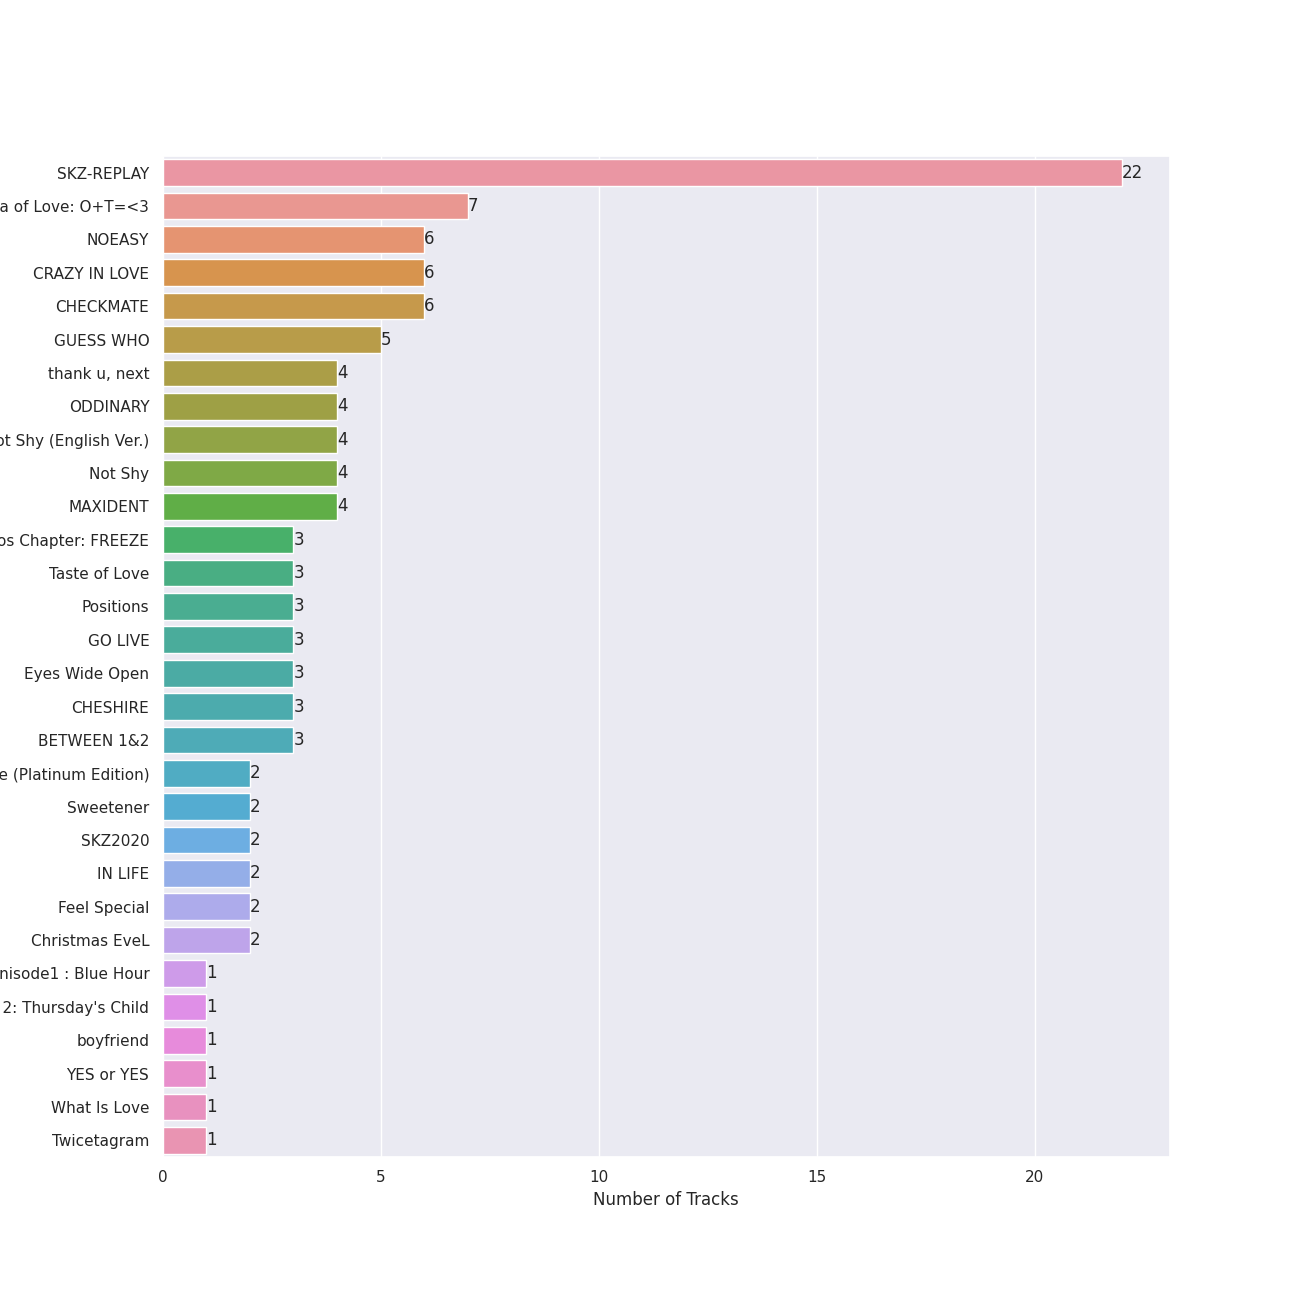 SKZ-REPLAY 22
a of Love: O+T=<3 7
NOEASY 6
CRAZY IN LOVE 6
CHECKMATE 6
GUESS WHO 5
thank u, next 4
ODDINARY 4
ot Shy (English Ver.) 4
Not Shy 4
MAXIDENT 4
os Chapter: FREEZE 3
Taste of Love 3
Positions 3
GO LIVE 3
Eyes Wide Open 3
CHESHIRE 3
BETWEEN 1&2 3
e (Platinum Edition) 2
Sweetener 2
SKZ2020 2
IN LIFE 2
Feel Special 2
Christmas EveL 2
nisode1 : Blue Hour 1
2: Thursday's Child 1
boyfriend 1
YES or YES 1
What Is Love 1
Twicetagram 1
0 5 10 15 20
Number of Tracks